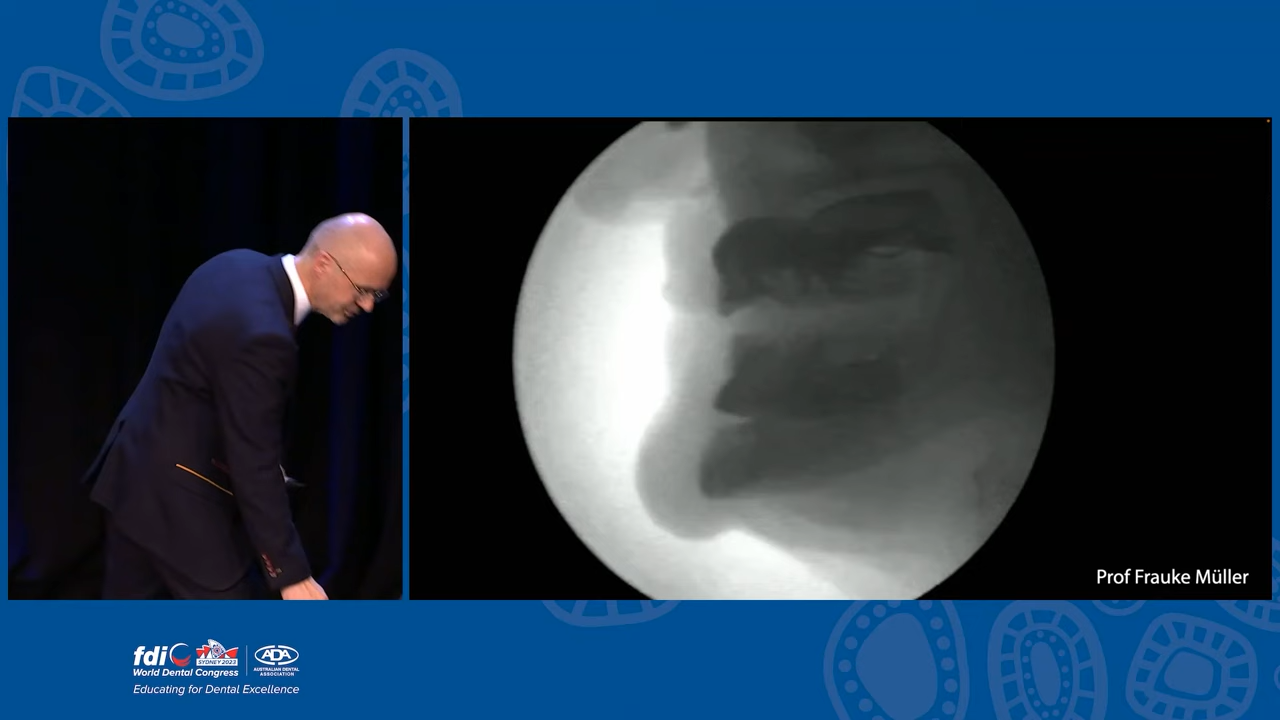 Prof Frauke Müller
fdi
SYDNEY 2023
World Dental Congress
ADA
AUSTRALIAN DENTAL
ASSOCIATION
Educating for Dental Excellence